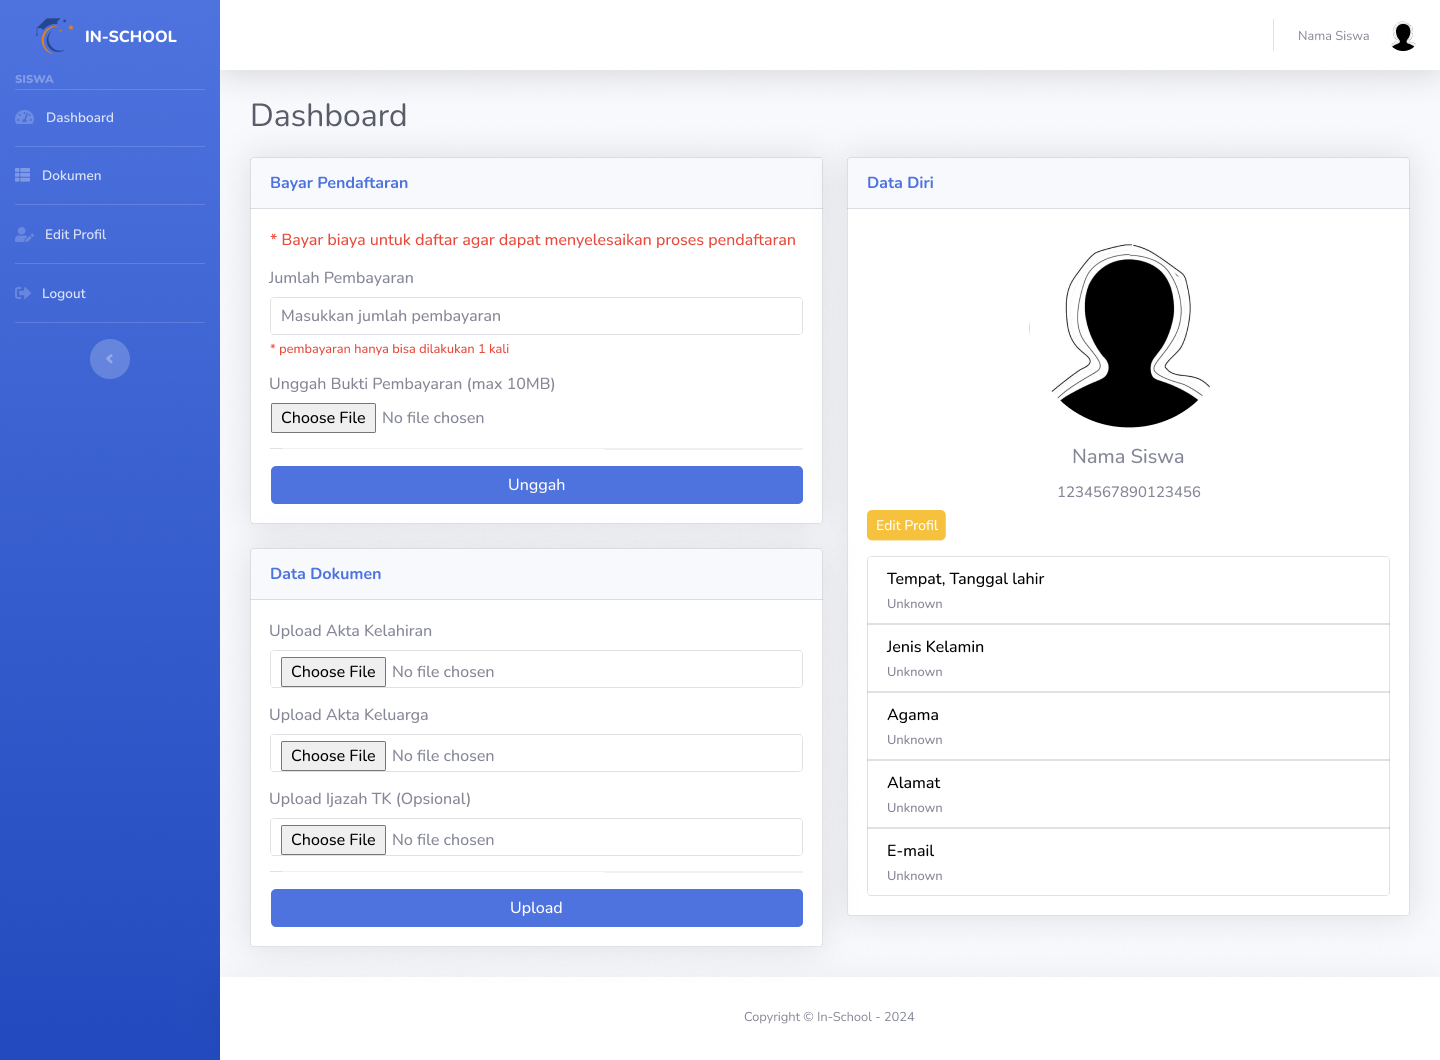 IN-SCHOOL
SISWA
Dashboard
Dokumen
Edit Profil
Logout
Nama Siswa
Dashboard
Bayar Pendaftaran
* Bayar biaya untuk daftar agar dapat menyelesaikan proses pendaftaran
Jumlah Pembayaran
Masukkan jumlah pembayaran
* pembayaran hanya bisa dilakukan 1 kali
Unggah Bukti Pembayaran (max 10MB)
Choose File No file chosen
Unggah
Data Dokumen
Upload Akta Kelahiran
Choose File No file chosen
Upload Akta Keluarga
Choose File No file chosen
Upload Ijazah TK (Opsional)
Choose File No file chosen
Upload
Data Diri
Nama Siswa
1234567890123456
Edit Profil
Tempat, Tanggal lahir
Unknown
Jenis Kelamin
Unknown
Agama
Unknown
Alamat
Unknown
E-mail
Unknown
Copyright © In-School - 2024